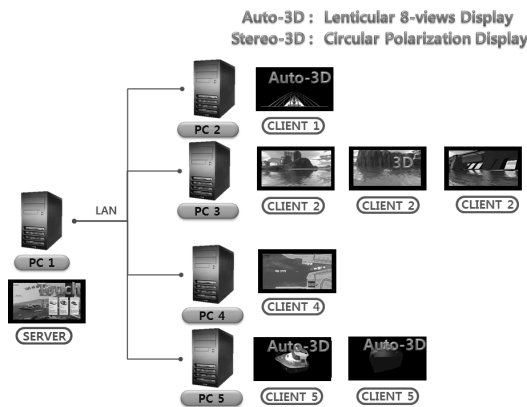 Auto-3D : Lenticular 8-views Display
Stereo-3D : Circular Polarization Display
Auto-3D
PC 2
CLIENT 1
3D
PC 3
CLIENT 2
CLIENT 2
CLIENT 2
LAN
PC 1
touch
SERVER
PC 4
CLIENT 4
Auto-3D
Auto-3D
PC 5
CLIENT 5
CLIENT 5